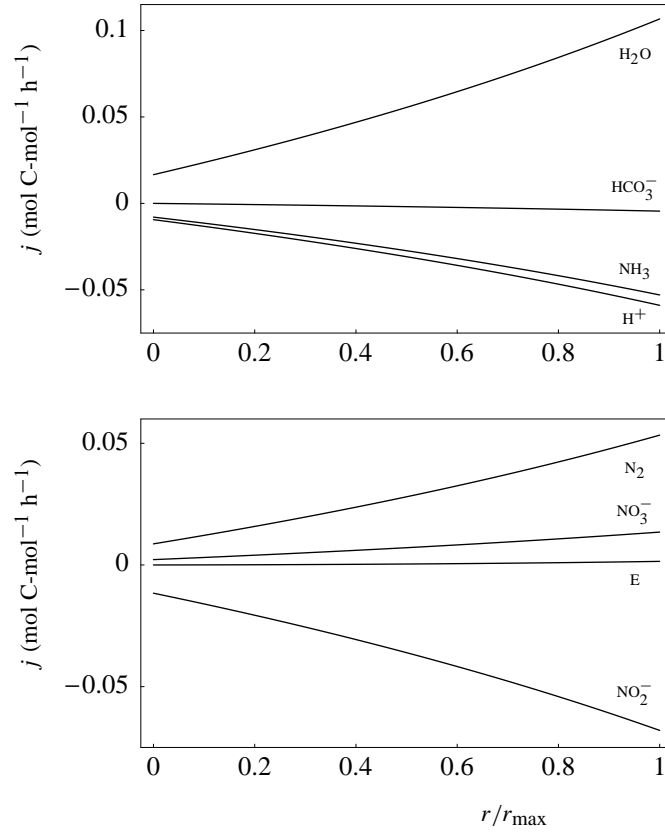 0.1
H₂O
0.05
j (mol C-mol⁻¹ h⁻¹)
HCO₃⁻
0
NH₃
−0.05
H⁺
0 0.2 0.4 0.6 0.8 1
0.05
N₂
j (mol C-mol⁻¹ h⁻¹)
NO₃⁻
0
E
−0.05
NO₂⁻
0 0.2 0.4 0.6 0.8 1
r/r_max